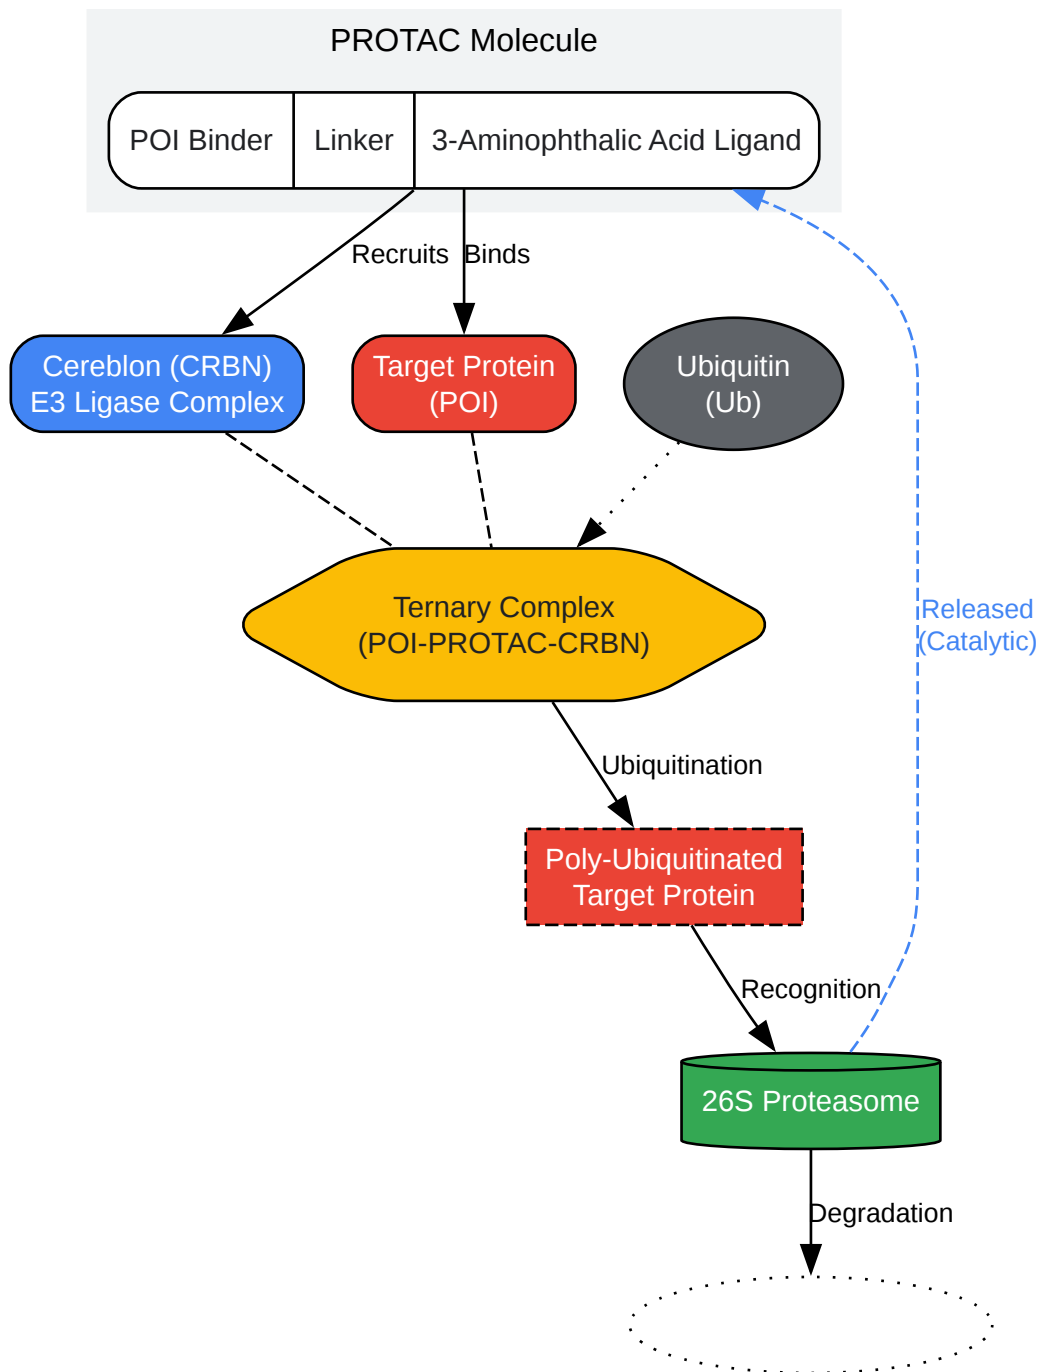 PROTAC Molecule
POI Binder
Linker
3-Aminophthalic Acid Ligand
Recruits
Binds
Cereblon (CRBN)
E3 Ligase Complex
Target Protein
(POI)
Ubiquitin
(Ub)
Ternary Complex
(POI-PROTAC-CRBN)
Released
(Catalytic)
Ubiquitination
Poly-Ubiquitinated
Target Protein
Recognition
26S Proteasome
Degradation